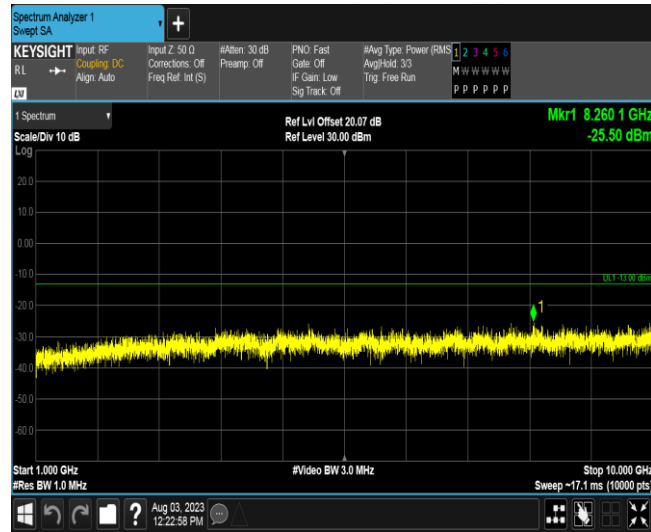 Spectrum Analyzer 1
Swept SA
+
KEYSIGHT
RL
LXI
Input: RF
Coupling: DC
Align: Auto
Input Z: 50 Ω
Corrections: Off
Freq Ref: Int (S)
#Atten: 30 dB
Preamp: Off
PNO: Fast
Gate: Off
IF Gain: Low
Sig Track: Off
#Avg Type: Power (RMS
Avg|Hold: 3/3
Trig: Free Run
1 2 3 4 5 6
M W W W W W
P P P P P P
1 Spectrum
Scale/Div 10 dB
Log
Ref Lvl Offset 20.07 dB
Ref Level 30.00 dBm
Mkr1 8.260 1 GHz
-25.50 dBm
20.0
10.0
0.00
-10.0
-20.0
-30.0
-40.0
-50.0
-60.0
DL1 -13.00 dBm
1
Start 1.000 GHz
#Res BW 1.0 MHz
#Video BW 3.0 MHz
Stop 10.000 GHz
Sweep ~17.1 ms (10000 pts)
?
Aug 03, 2023
12:22:58 PM